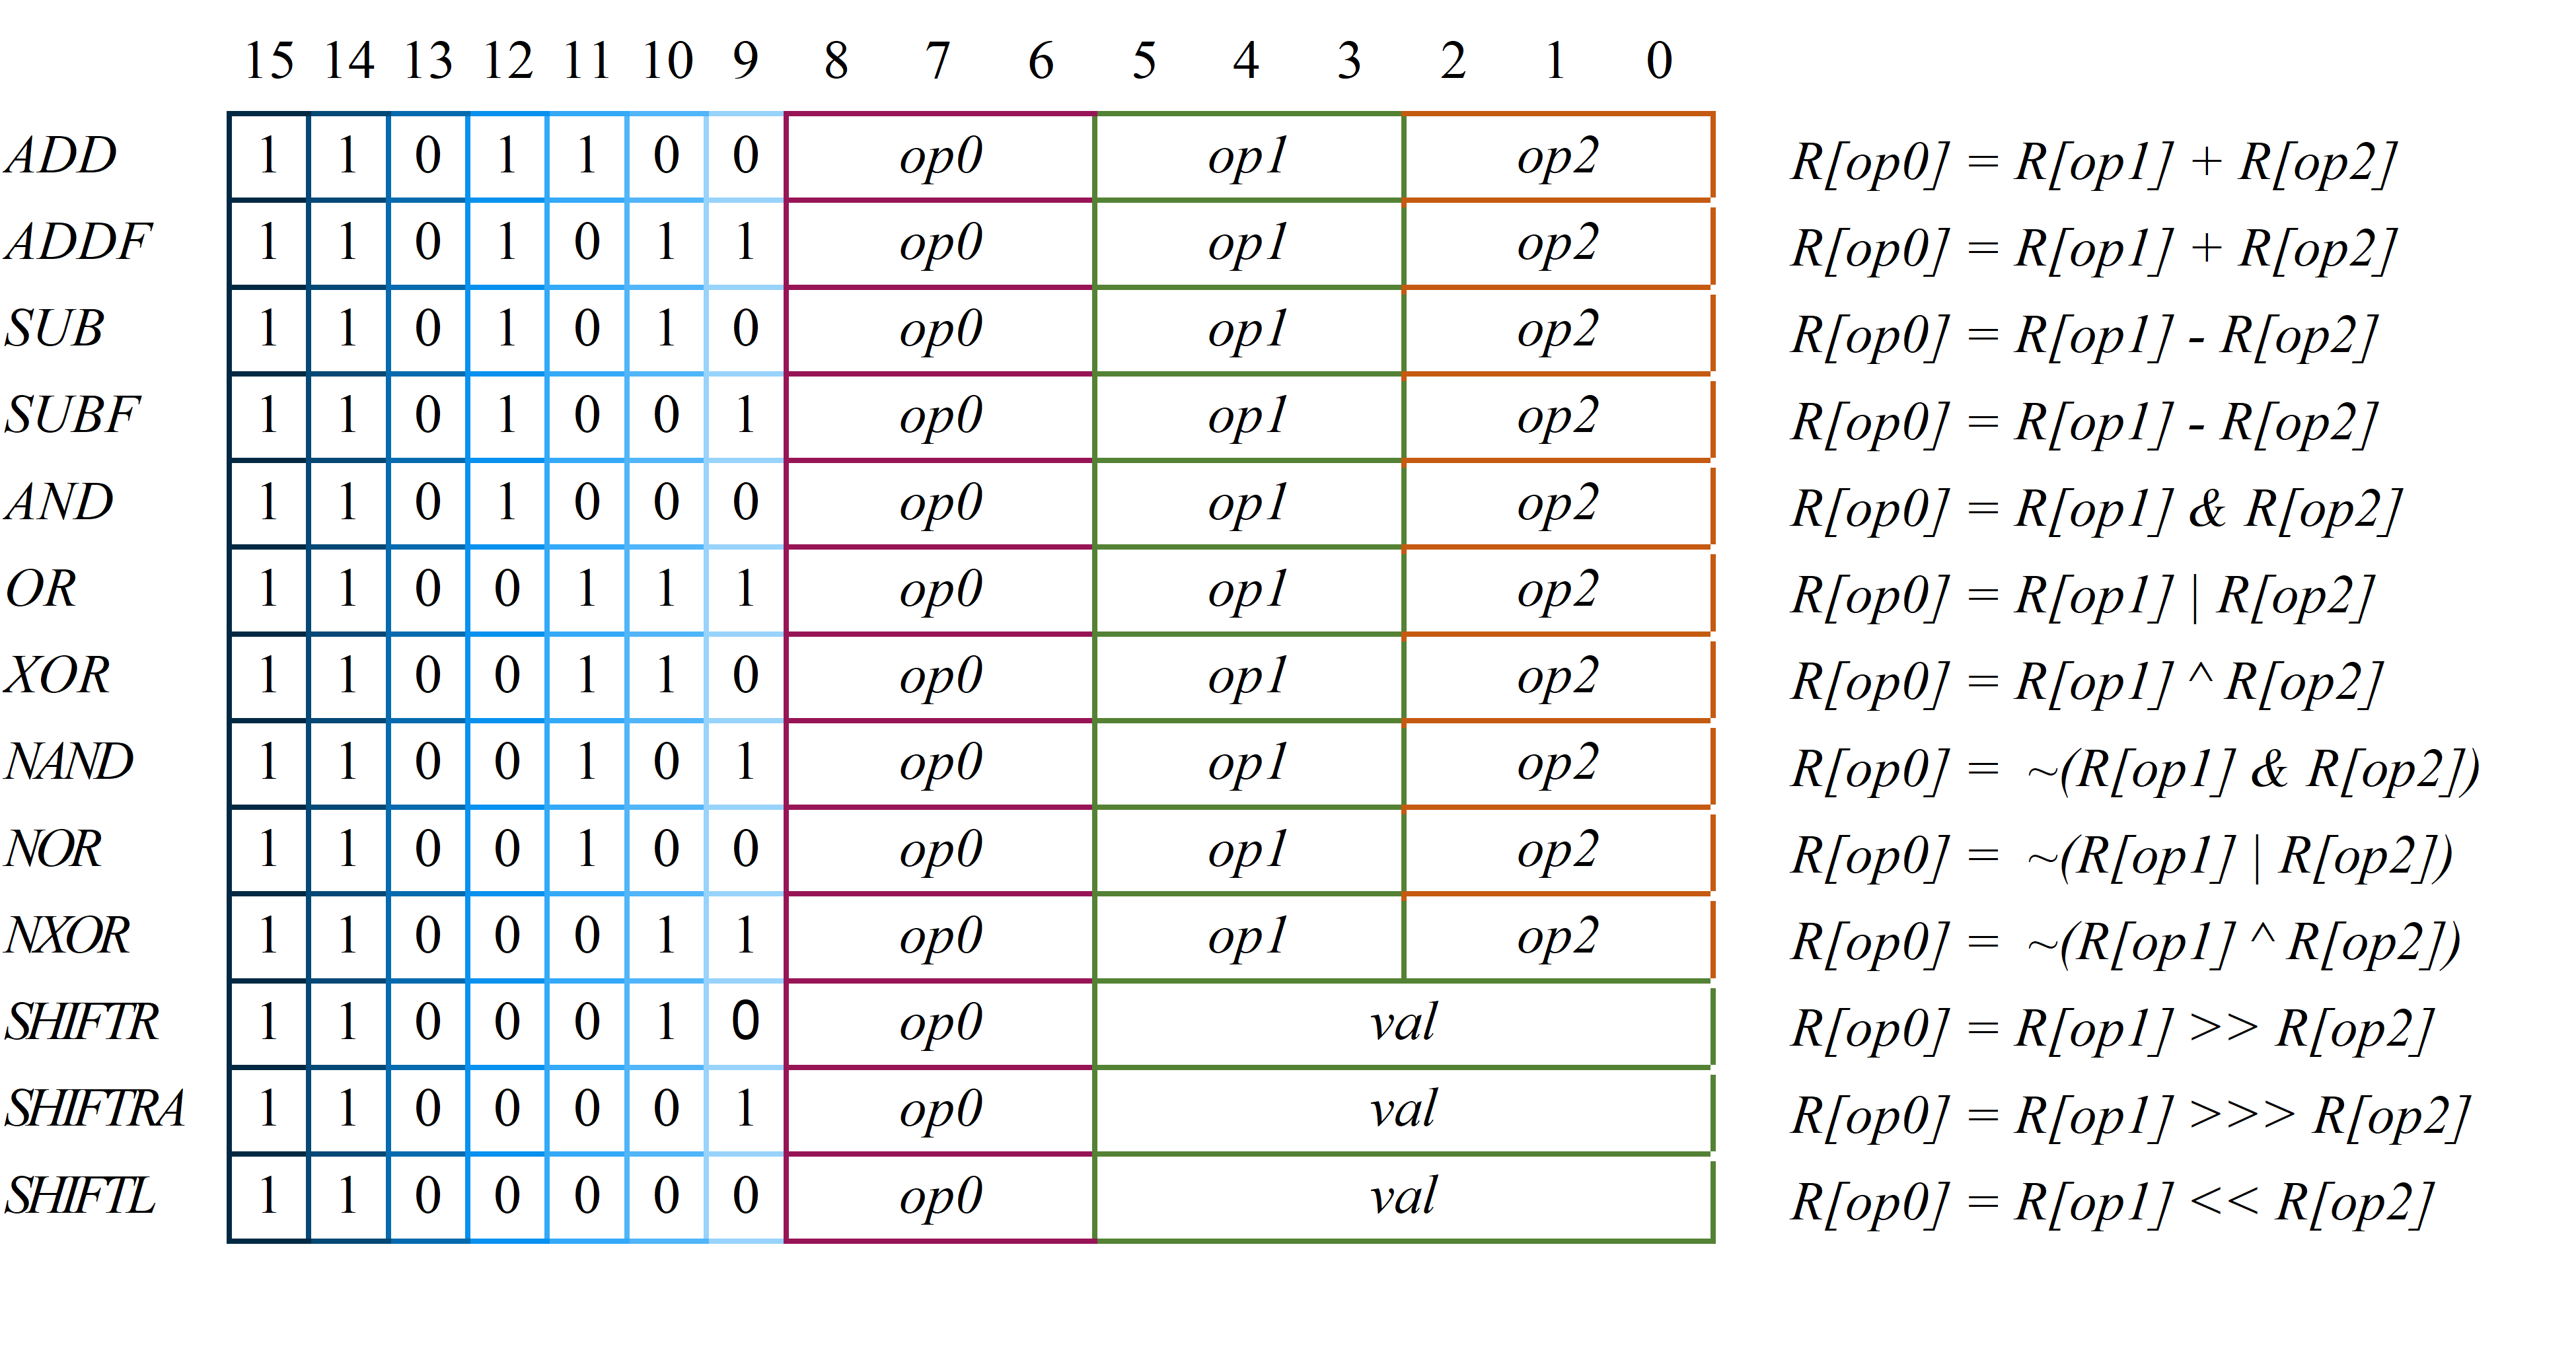 15 14 13 12 11 10 9 8 7 6 5 4 3 2 1 0
ADD 1 1 0 1 1 0 0 op0 op1 op2 R[op0] = R[op1] + R[op2]
ADDF 1 1 0 1 0 1 1 op0 op1 op2 R[op0] = R[op1] + R[op2]
SUB 1 1 0 1 0 1 0 op0 op1 op2 R[op0] = R[op1] - R[op2]
SUBF 1 1 0 1 0 0 1 op0 op1 op2 R[op0] = R[op1] - R[op2]
AND 1 1 0 1 0 0 0 op0 op1 op2 R[op0] = R[op1] & R[op2]
OR 1 1 0 0 1 1 1 op0 op1 op2 R[op0] = R[op1] | R[op2]
XOR 1 1 0 0 1 1 0 op0 op1 op2 R[op0] = R[op1] ^ R[op2]
NAND 1 1 0 0 1 0 1 op0 op1 op2 R[op0] = ~(R[op1] & R[op2])
NOR 1 1 0 0 1 0 0 op0 op1 op2 R[op0] = ~(R[op1] | R[op2])
NXOR 1 1 0 0 0 1 1 op0 op1 op2 R[op0] = ~(R[op1] ^ R[op2])
SHIFTR 1 1 0 0 0 1 0 op0 val R[op0] = R[op1] >> R[op2]
SHIFTRA 1 1 0 0 0 0 1 op0 val R[op0] = R[op1] >>> R[op2]
SHIFTL 1 1 0 0 0 0 0 op0 val R[op0] = R[op1] << R[op2]